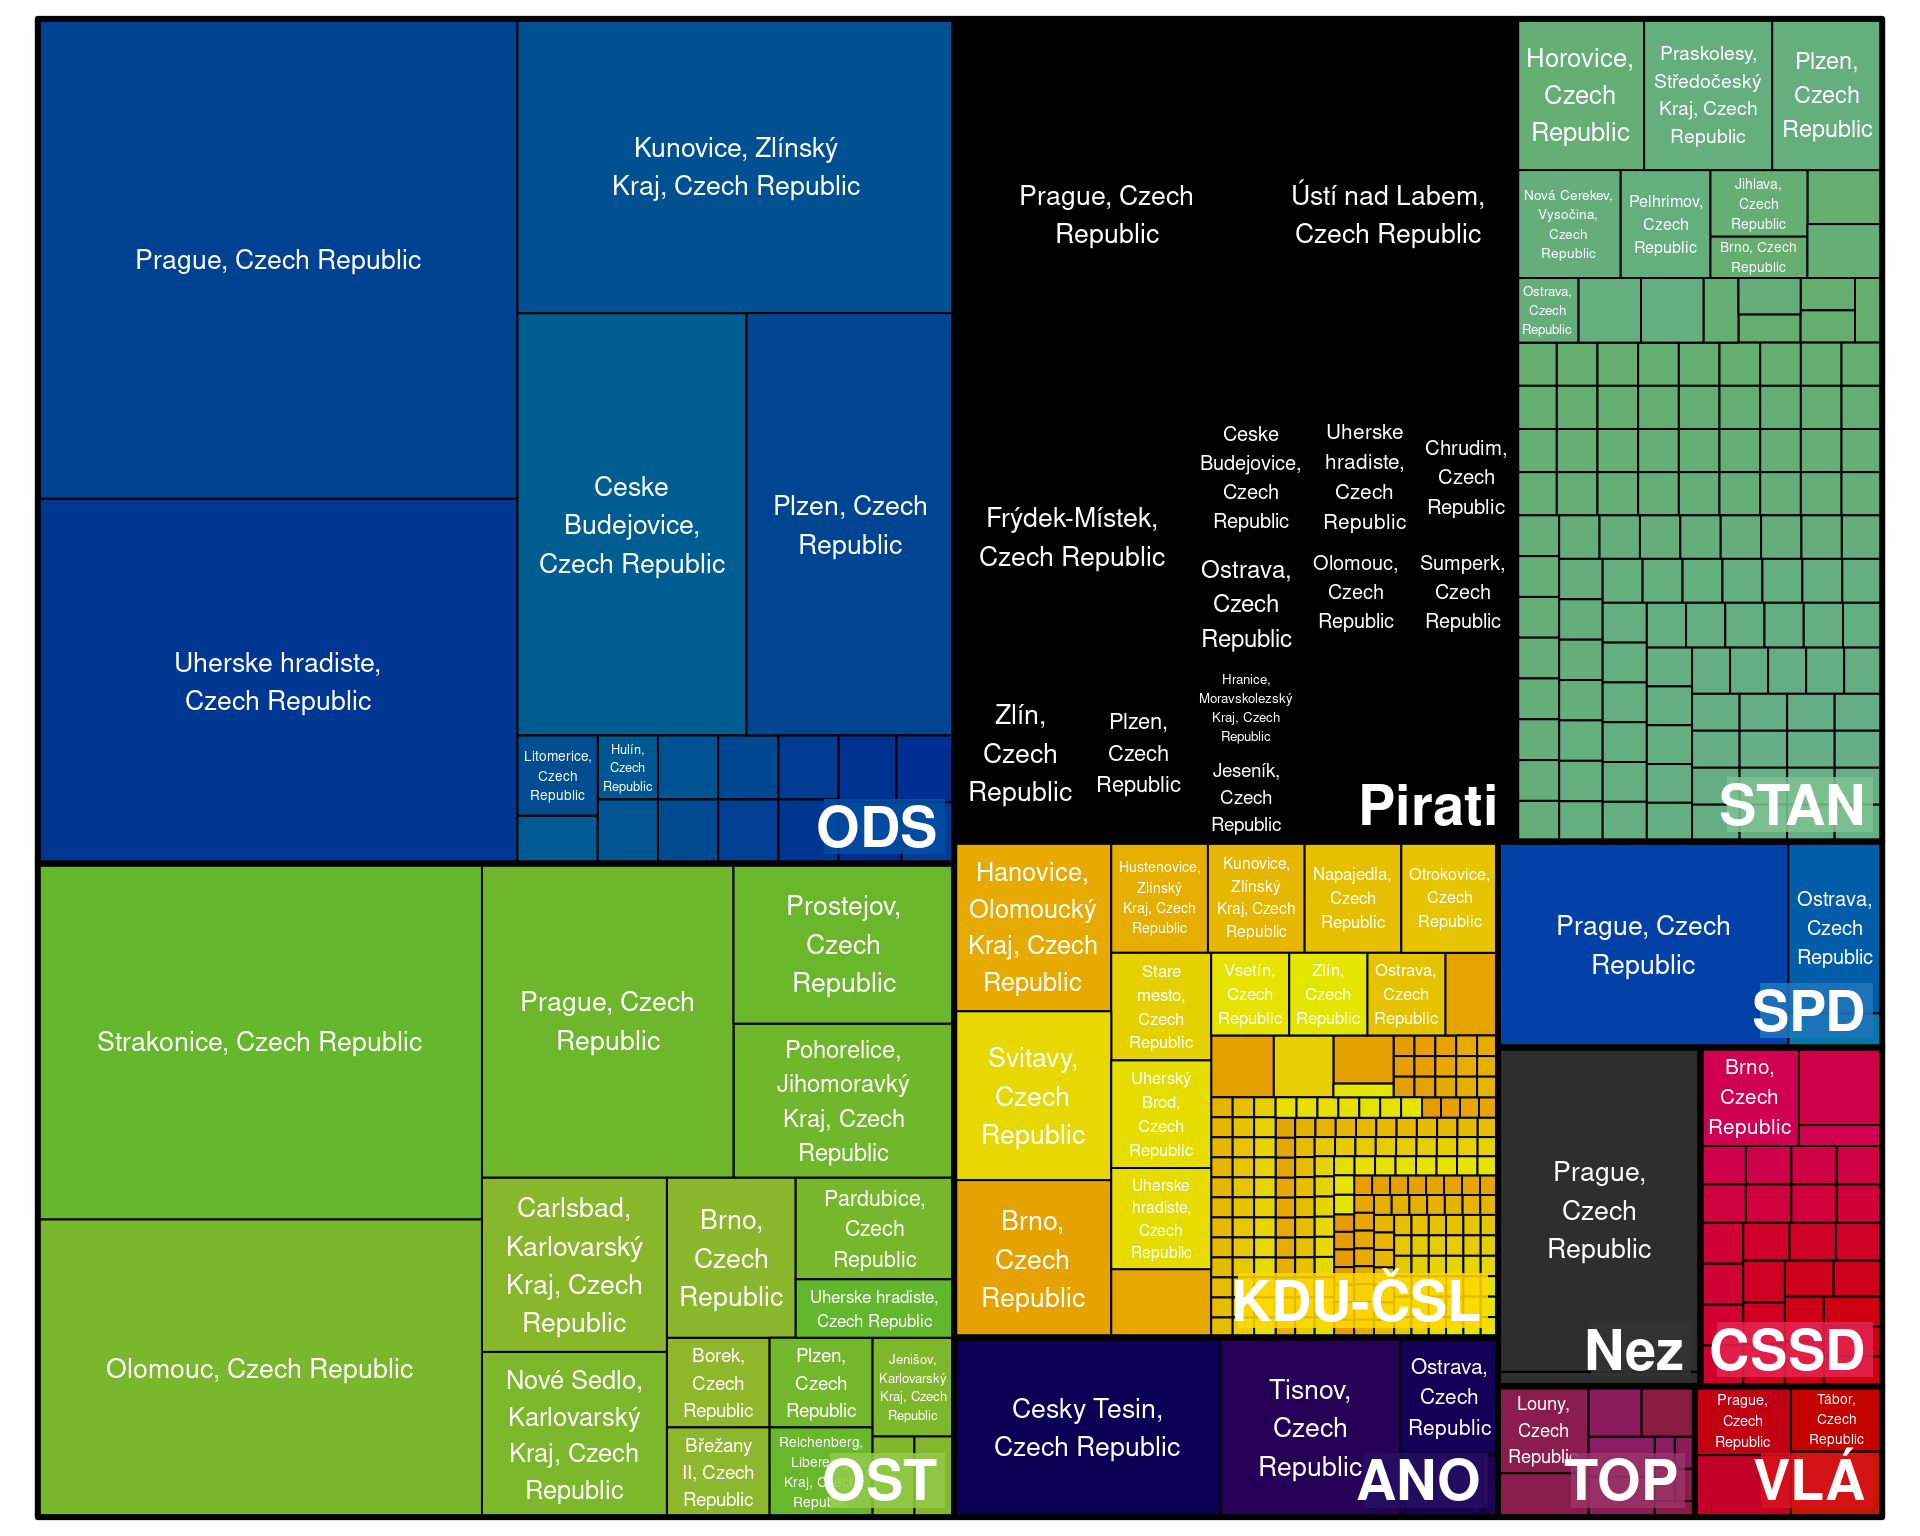 Prague, Czech Republic
Kunovice, Zlínský
Kraj, Czech Republic
Uherske hradiste,
Czech Republic
Ceske
Budejovice,
Czech Republic
Plzen, Czech
Republic
Litomerice,
Czech
Republic
Hulín,
Czech
Republic
ODS
Prague, Czech
Republic
Ústí nad Labem,
Czech Republic
Frýdek-Místek,
Czech Republic
Ceske
Budejovice,
Czech
Republic
Uherske
hradiste,
Czech
Republic
Chrudim,
Czech
Republic
Ostrava,
Czech
Republic
Olomouc,
Czech
Republic
Sumperk,
Czech
Republic
Zlín,
Czech
Republic
Plzen,
Czech
Republic
Hranice,
Moravskolezský
Kraj, Czech
Republic
Jeseník,
Czech
Republic
Pirati
Horovice,
Czech
Republic
Praskolesy,
Středočeský
Kraj, Czech
Republic
Plzen,
Czech
Republic
Nová Cerekev,
Vysočina,
Czech
Republic
Pelhrimov,
Czech
Republic
Jihlava,
Czech
Republic
Brno, Czech
Republic
Ostrava,
Czech
Republic
STAN
Strakonice, Czech Republic
Olomouc, Czech Republic
Prague, Czech
Republic
Prostejov,
Czech
Republic
Pohorelice,
Jihomoravký
Kraj, Czech
Republic
Carlsbad,
Karlovarský
Kraj, Czech
Republic
Brno,
Czech
Republic
Pardubice,
Czech
Republic
Uherske hradiste,
Czech Republic
Nové Sedlo,
Karlovarský
Kraj, Czech
Republic
Borek,
Czech
Republic
Plzen,
Czech
Republic
Jenišov,
Karlovarský
Kraj, Czech
Republic
Břežany
II, Czech
Republic
Reichenberg,
Liberec
Kraj, Czech
Republic
OST
Hanovice,
Olomoucký
Kraj, Czech
Republic
Hustenovice,
Zlínský
Kraj, Czech
Republic
Kunovice,
Zlínský
Kraj, Czech
Republic
Napajedla,
Czech
Republic
Otrokovice,
Czech
Republic
Svitavy,
Czech
Republic
Stare
mesto,
Czech
Republic
Vsetín,
Czech
Republic
Zlín,
Czech
Republic
Ostrava,
Czech
Republic
Uherský
Brod,
Czech
Republic
Brno,
Czech
Republic
Uherske
hradiste,
Czech
Republic
KDU-ČSL
Cesky Tesin,
Czech Republic
Tisnov,
Czech
Republic
Ostrava,
Czech
Republic
ANO
Prague, Czech
Republic
Ostrava,
Czech
Republic
SPD
Prague,
Czech
Republic
Nez
Brno,
Czech
Republic
CSSD
Louny,
Czech
Republic
TOP
Prague,
Czech
Republic
Tábor,
Czech
Republic
VLÁ